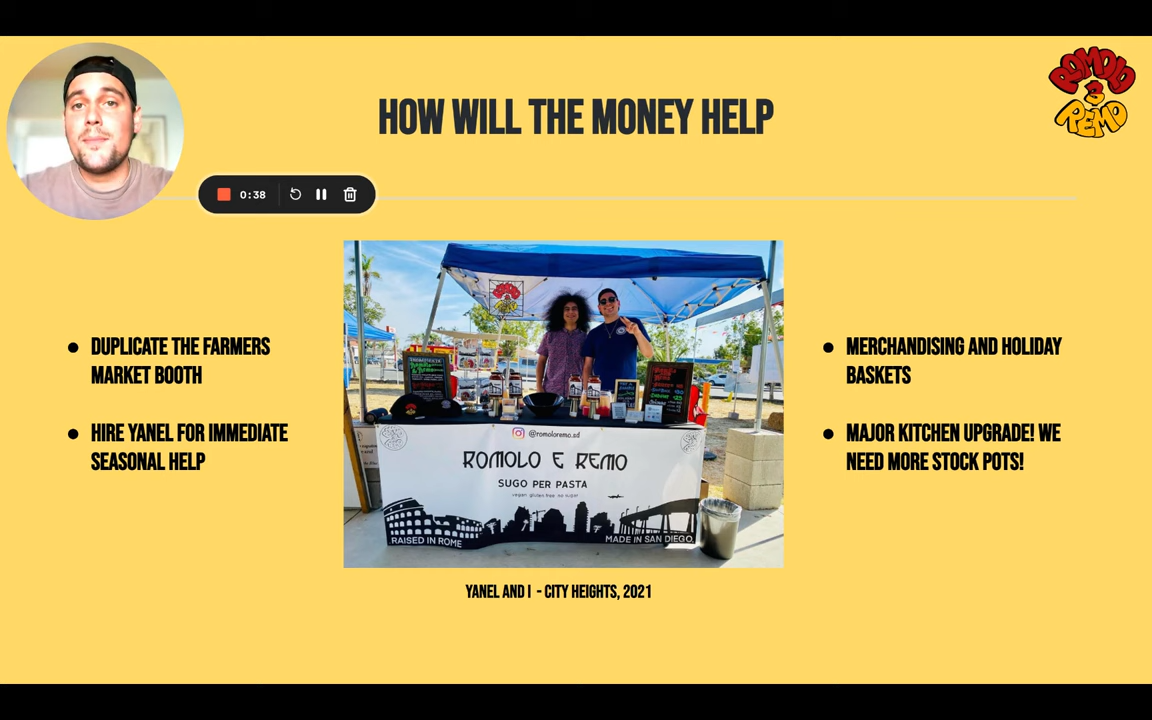 HOW WILL THE MONEY HELP
ROMOLO
&
REMO
0:38
DUPLICATE THE FARMERS
MARKET BOOTH
HIRE YANEL FOR IMMEDIATE
SEASONAL HELP
@romoloremo.sd
ROMOLO E REMO
SUGO PER PASTA
vegan gluten free no sugar
RAISED IN ROME
MADE IN SAN DIEGO
MERCHANDISING AND HOLIDAY
BASKETS
MAJOR KITCHEN UPGRADE! WE
NEED MORE STOCK POTS!
YANEL AND I - CITY HEIGHTS, 2021